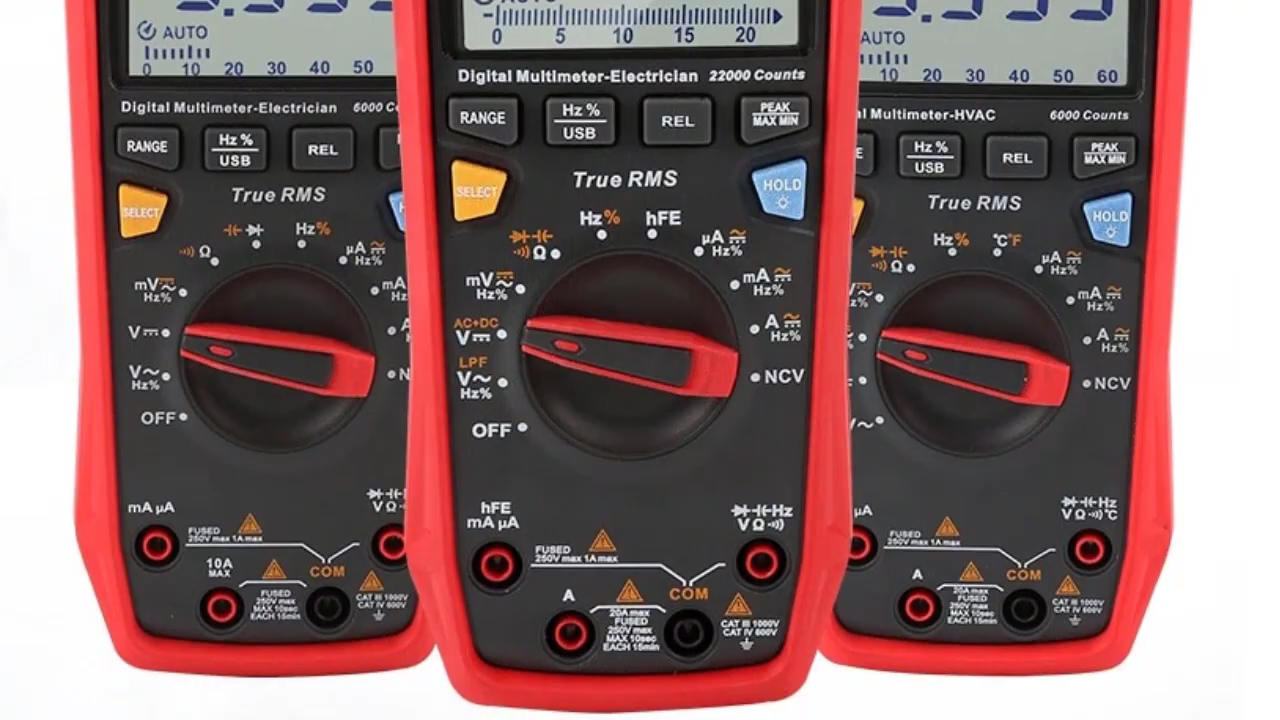 AUTO
0 10 20 30 40 50
Digital Multimeter-Electrician 6000
RANGE
Hz %
USB
REL
True RMS
SELECT
Hz%
Ω
µA
Hz%
mV
Hz%
mA
V
V~
Hz%
OFF
mA µA
FUSED
250V max 1A max
10A
MAX
COM
FUSED
250V max
MAX 10sec
EACH 15min
CAT III 1000V
CAT IV 600V
V Ω
AUTO
0 5 10 15 20
Digital Multimeter-Electrician 22000 Counts
RANGE
Hz %
USB
REL
PEAK
MAX MIN
SELECT
True RMS
HOLD
Hz% hFE
Ω
µA
Hz%
mV
Hz%
mA
Hz%
AC+DC
V
A
Hz%
LPF
V~
Hz%
NCV
OFF
hFE
mA µA
Hz
V Ω
FUSED
250V max 1A max
A
COM
20A max
FUSED
250V max
MAX 10sec
EACH 15min
CAT III 1000V
CAT IV 600V
AUTO
10 20 30 40 50 60
Multimeter-HVAC 6000 Counts
Hz %
USB
REL
PEAK
MAX MIN
True RMS
HOLD
Hz% °C°F
Ω
µA
Hz%
mA
Hz%
A
Hz%
NCV
µA
Hz
V Ω °C
FUSED
250V max 1A max
A
COM
20A max
FUSED
250V max
MAX 10sec
EACH 15min
CAT III 1000V
CAT IV 600V